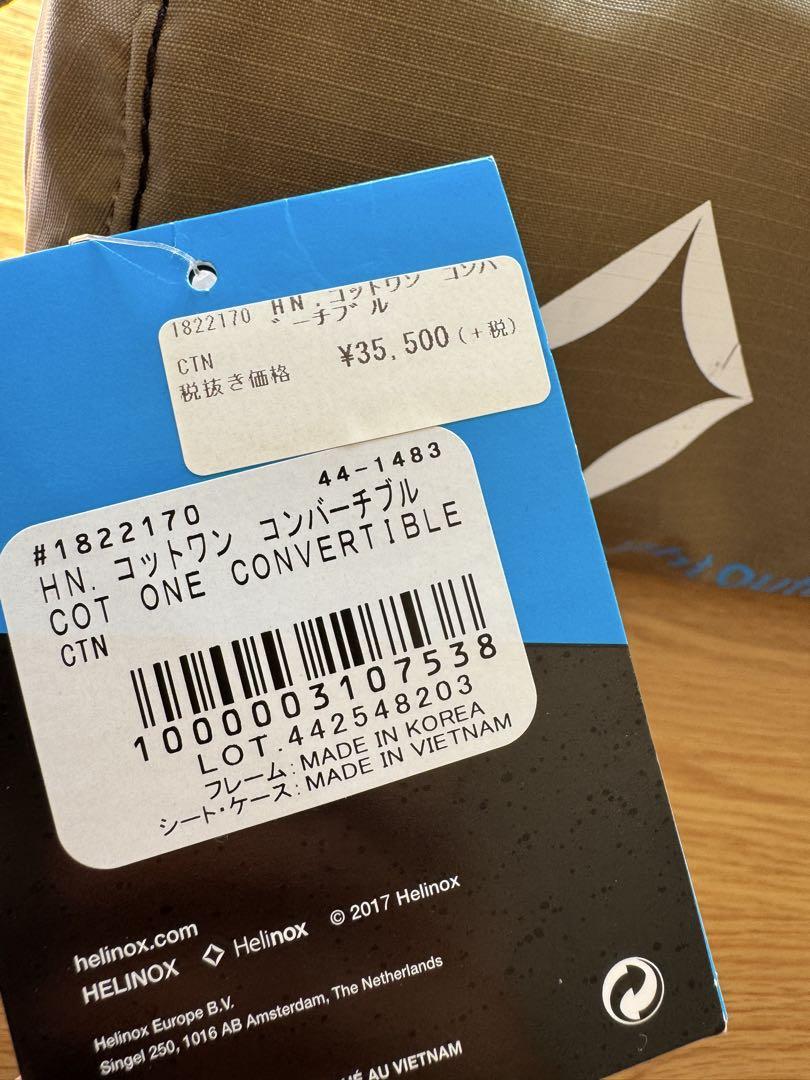 1822170 HN.コットワン コンバ
ーチブル
CTN
税抜き価格 ¥35,500(+税)
44-1483
#1822170
HN. コットワン コンバーチブル
COT ONE CONVERTIBLE
CTN
1000003107538
LOT.442548203
フレーム:MADE IN KOREA
シート・ケース:MADE IN VIETNAM
helinox.com
HELINOX Helinox © 2017 Helinox
Helinox Europe B.V.
Singel 250, 1016 AB Amsterdam, The Netherlands
É AU VIETNAM